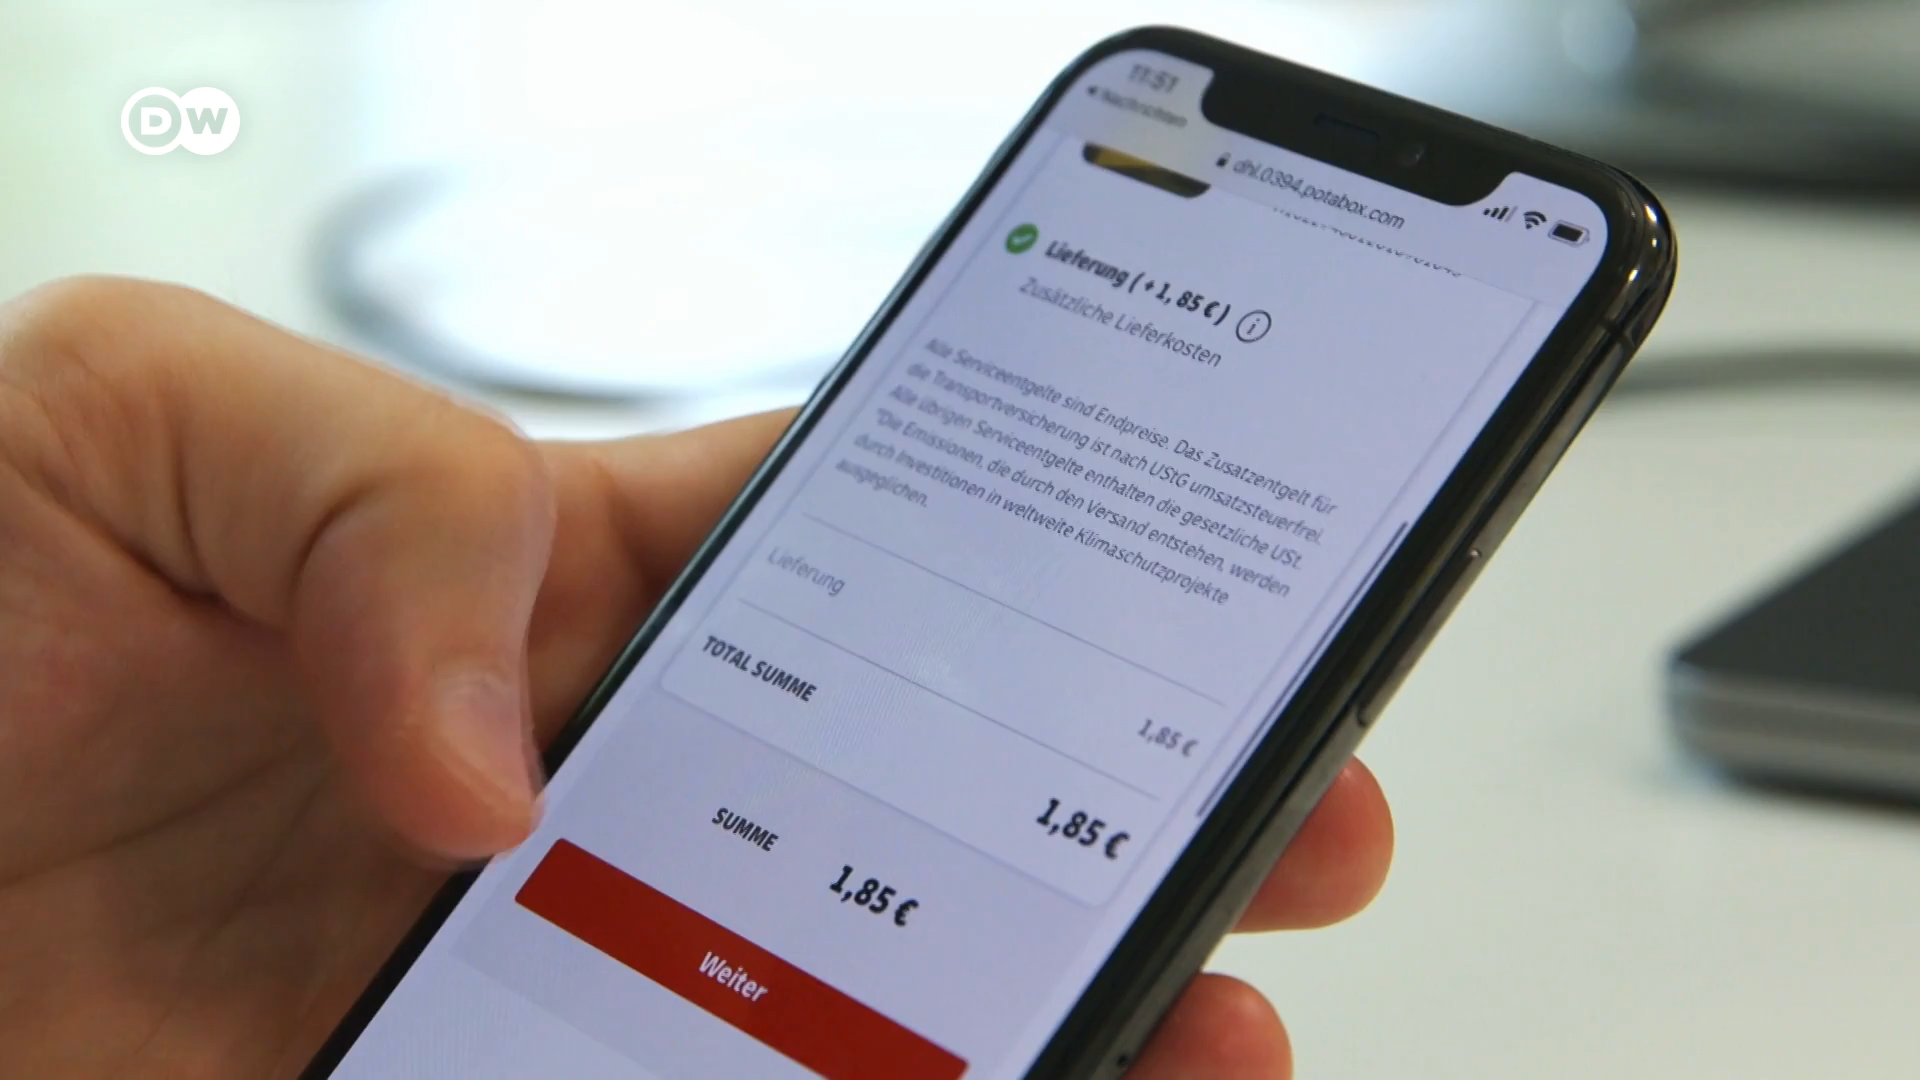 DW
11:51
◂ Nachrichten
dhl.0394.potabox.com
Lieferung (+1,85 €)
Zusätzliche Lieferkosten
Alle Serviceentgelte sind Endpreise. Das Zusatzentgelt für
die Transportversicherung ist nach UStG umsatzsteuerfrei.
Alle übrigen Serviceentgelte enthalten die gesetzliche USt.
"Die Emissionen, die durch den Versand entstehen, werden
durch Investitionen in weltweite Klimaschutzprojekte
ausgeglichen.
Lieferung 1,85 €
TOTAL SUMME 1,85 €
SUMME 1,85 €
Weiter